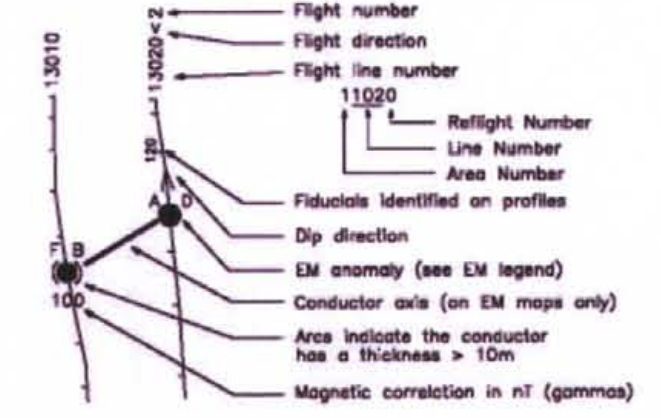 13010
13020<2
Flight number
Flight direction
Flight line number
11020
Reflight Number
Line Number
Area Number
120
Fiducials identified on profiles
A D
Dip direction
F B
EM anomaly (see EM legend)
100
Conductor axis (on EM maps only)
Arcs indicate the conductor
has a thickness > 10m
Magnetic correlation in nT (gammas)